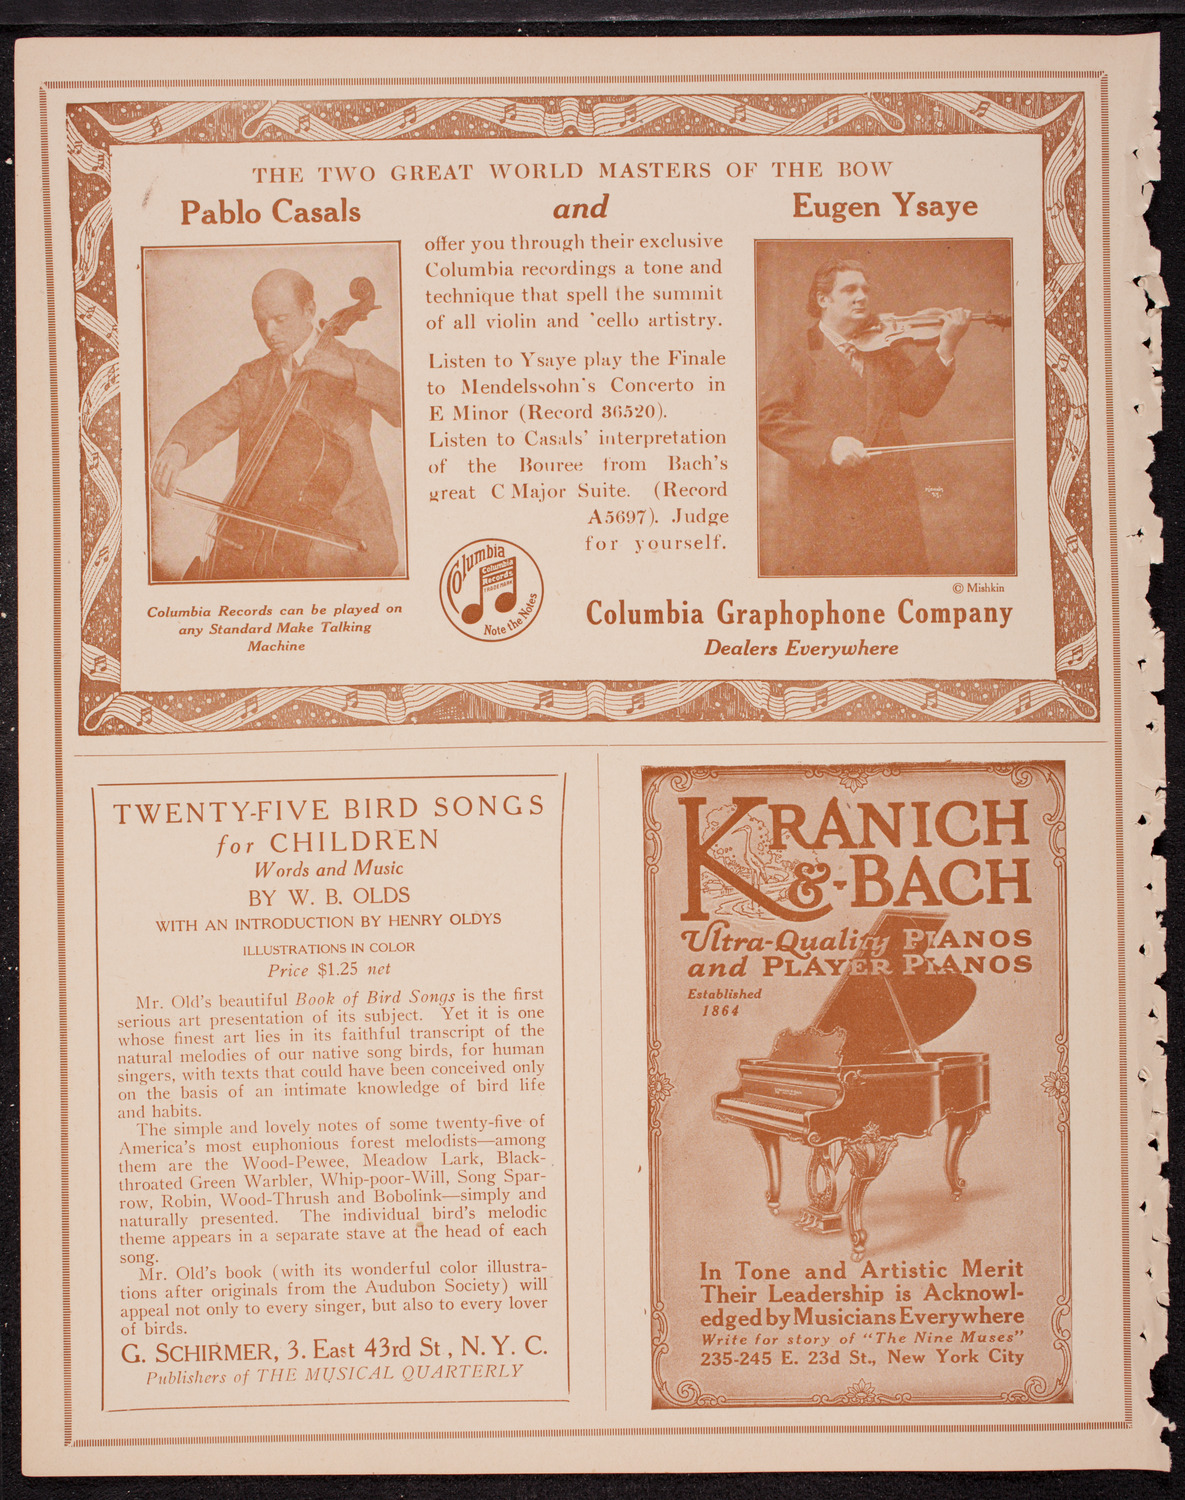 THE TWO GREAT WORLD MASTERS OF THE BOW
Pablo Casals
and
Eugen Ysaye
offer you through their exclusive
Columbia recordings a tone and
technique that spell the summit
of all violin and 'cello artistry.
Listen to Ysaye play the Finale
to Mendelssohn's Concerto in
E Minor (Record 36520).
Listen to Casals' interpretation
of the Bouree from Bach's
great C Major Suite. (Record
A5697). Judge
for yourself.
© Mishkin
Columbia Records can be played on
any Standard Make Talking
Machine
Columbia
Columbia
Records
TRADE MARK
Note the Notes
Columbia Graphophone Company
Dealers Everywhere
TWENTY-FIVE BIRD SONGS
for CHILDREN
Words and Music
BY W. B. OLDS
WITH AN INTRODUCTION BY HENRY OLDYS
ILLUSTRATIONS IN COLOR
Price $1.25 net
Mr. Old's beautiful Book of Bird Songs is the first
serious art presentation of its subject. Yet it is one
whose finest art lies in its faithful transcript of the
natural melodies of our native song birds, for human
singers, with texts that could have been conceived only
on the basis of an intimate knowledge of bird life
and habits.
The simple and lovely notes of some twenty-five of
America's most euphonious forest melodists—among
them are the Wood-Pewee, Meadow Lark, Black-
throated Green Warbler, Whip-poor-Will, Song Spar-
row, Robin, Wood-Thrush and Bobolink—simply and
naturally presented. The individual bird's melodic
theme appears in a separate stave at the head of each
song.
Mr. Old's book (with its wonderful color illustra-
tions after originals from the Audubon Society) will
appeal not only to every singer, but also to every lover
of birds.
G. SCHIRMER, 3. East 43rd St., N. Y. C.
Publishers of THE MUSICAL QUARTERLY
KRANICH
&-BACH
Ultra-Quality PIANOS
and PLAYER PIANOS
Established
1864
In Tone and Artistic Merit
Their Leadership is Acknowl-
edged by Musicians Everywhere
Write for story of "The Nine Muses"
235-245 E. 23d St., New York City